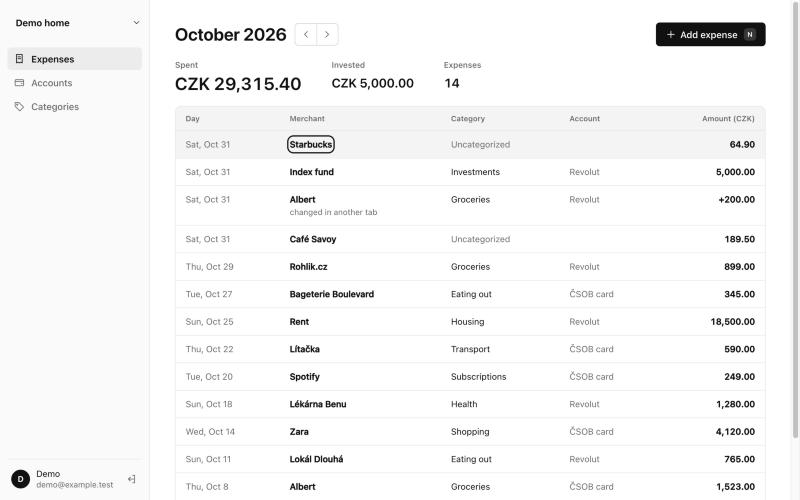 Demo home
Expenses
Accounts
Categories
Demo
D
demo@example.test
October 2026
Add expense N
Spent Invested Expenses
CZK 29,315.40 CZK 5,000.00 14
Day Merchant Category Account Amount (CZK)
Sat, Oct 31 Starbucks Uncategorized 64.90
Sat, Oct 31 Index fund Investments Revolut 5,000.00
Sat, Oct 31 Albert Groceries Revolut +200.00
changed in another tab
Sat, Oct 31 Café Savoy Uncategorized 189.50
Thu, Oct 29 Rohlik.cz Groceries Revolut 899.00
Tue, Oct 27 Bageterie Boulevard Eating out ČSOB card 345.00
Sun, Oct 25 Rent Housing Revolut 18,500.00
Thu, Oct 22 Lítačka Transport ČSOB card 590.00
Tue, Oct 20 Spotify Subscriptions ČSOB card 249.00
Sun, Oct 18 Lékárna Benu Health Revolut 1,280.00
Wed, Oct 14 Zara Shopping ČSOB card 4,120.00
Sun, Oct 11 Lokál Dlouhá Eating out Revolut 765.00
Thu, Oct 8 Albert Groceries ČSOB card 1,523.00